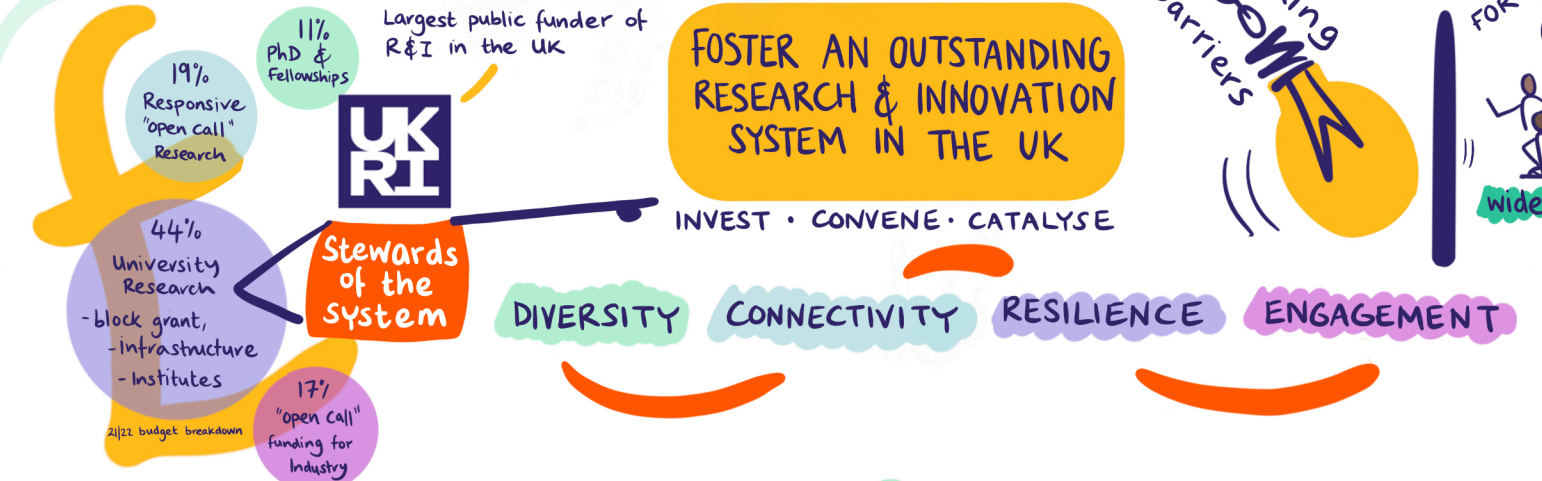 11%
PhD &
Fellowships
Largest public funder of
R&I in the UK
19%
Responsive
"open call"
Research
UK
RI
44%
University
Research
- block grant,
- infrastructure
- Institutes
Stewards
of the
system
17%
"open call"
funding for
Industry
21/22 budget breakdown
FOSTER AN OUTSTANDING
RESEARCH & INNOVATION
SYSTEM IN THE UK
INVEST · CONVENE · CATALYSE
DIVERSITY
CONNECTIVITY
RESILIENCE
ENGAGEMENT
arriers
ing
FOR
wide